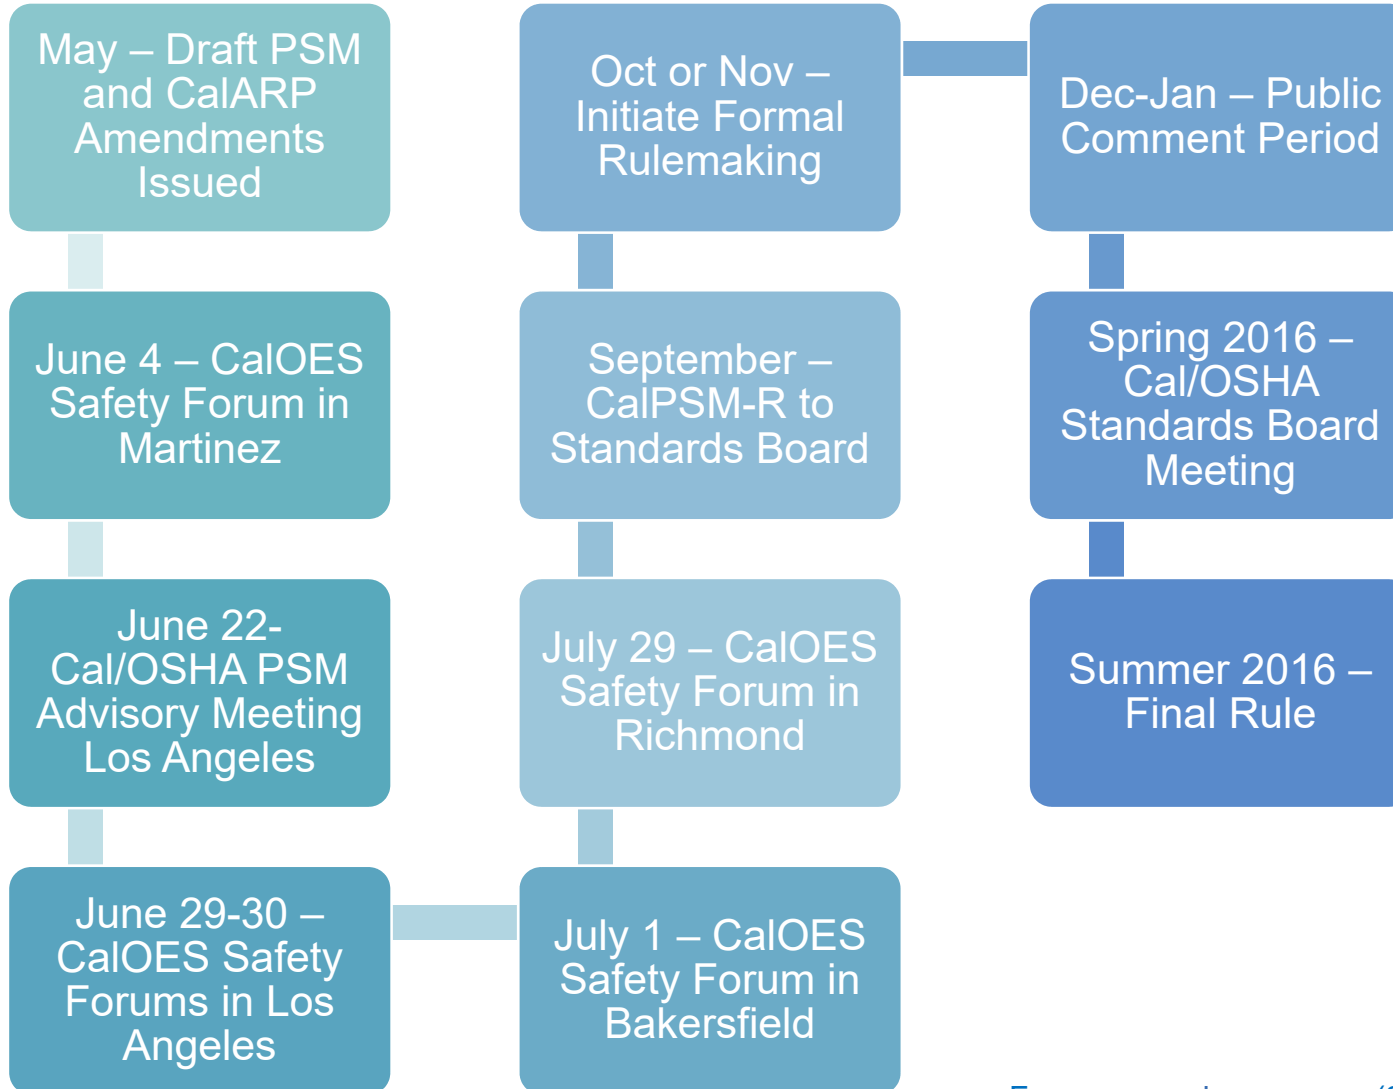 May – Draft PSM
and CalARP
Amendments
Issued
June 4 – CalOES
Safety Forum in
Martinez
June 22-
Cal/OSHA PSM
Advisory Meeting
Los Angeles
June 29-30 –
CalOES Safety
Forums in Los
Angeles
July 1 – CalOES
Safety Forum in
Bakersfield
July 29 – CalOES
Safety Forum in
Richmond
September –
CalPSM-R to
Standards Board
Oct or Nov –
Initiate Formal
Rulemaking
Dec-Jan – Public
Comment Period
Spring 2016 –
Cal/OSHA
Standards Board
Meeting
Summer 2016 –
Final Rule